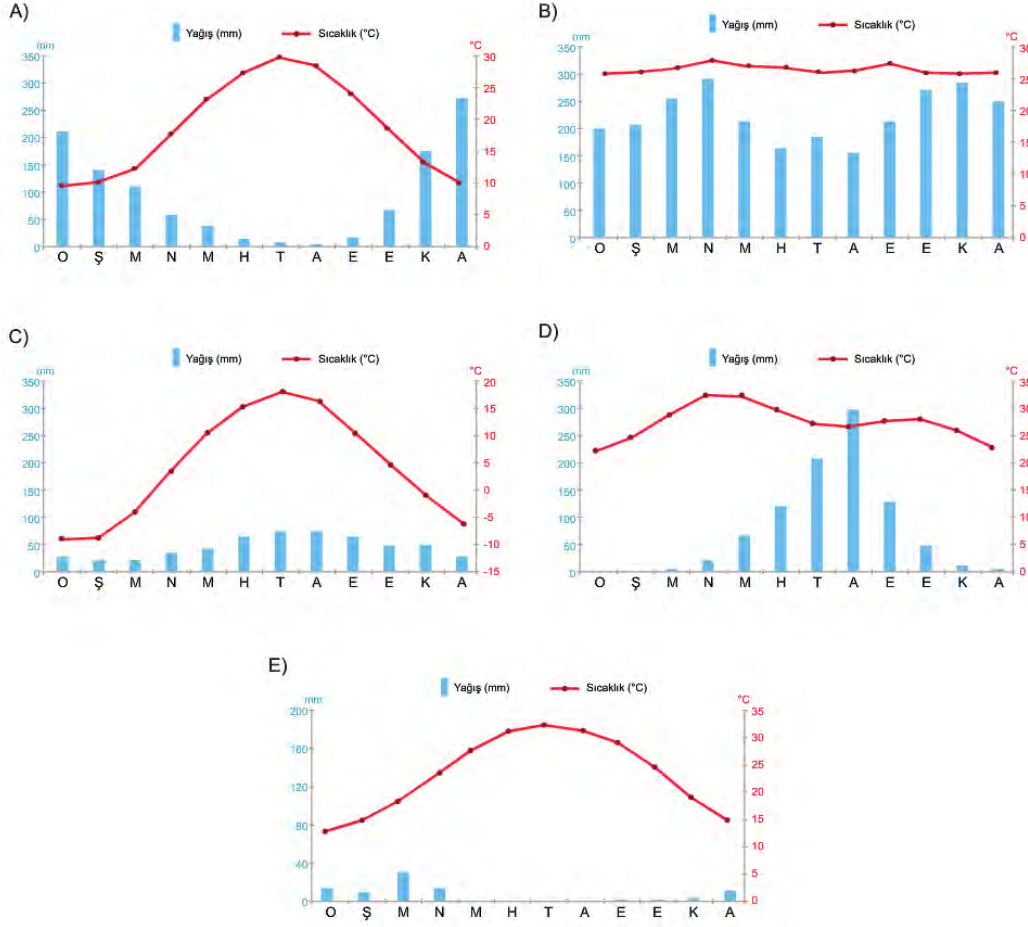 A)
Yağış (mm) Sıcaklık (°C)
mm °C
350 30
300 25
250 20
200 15
150 10
100 5
50 0
0
O Ş M N M H T A E E K A
B)
Yağış (mm) Sıcaklık (°C)
mm °C
350 30
300 25
250 20
200 15
150 10
100 5
50 0
0
O Ş M N M H T A E E K A
C)
Yağış (mm) Sıcaklık (°C)
mm °C
350 20
300 15
250 10
200 5
150 0
100 -5
50 -10
0 -15
O Ş M N M H T A E E K A
D)
Yağış (mm) Sıcaklık (°C)
mm °C
350 35
300 30
250 25
200 20
150 15
100 10
50 5
0 0
O Ş M N M H T A E E K A
E)
Yağış (mm) Sıcaklık (°C)
mm °C
200 35
160 30
120 25
80 20
40 15
0 10
5
0
O Ş M N M H T A E E K A